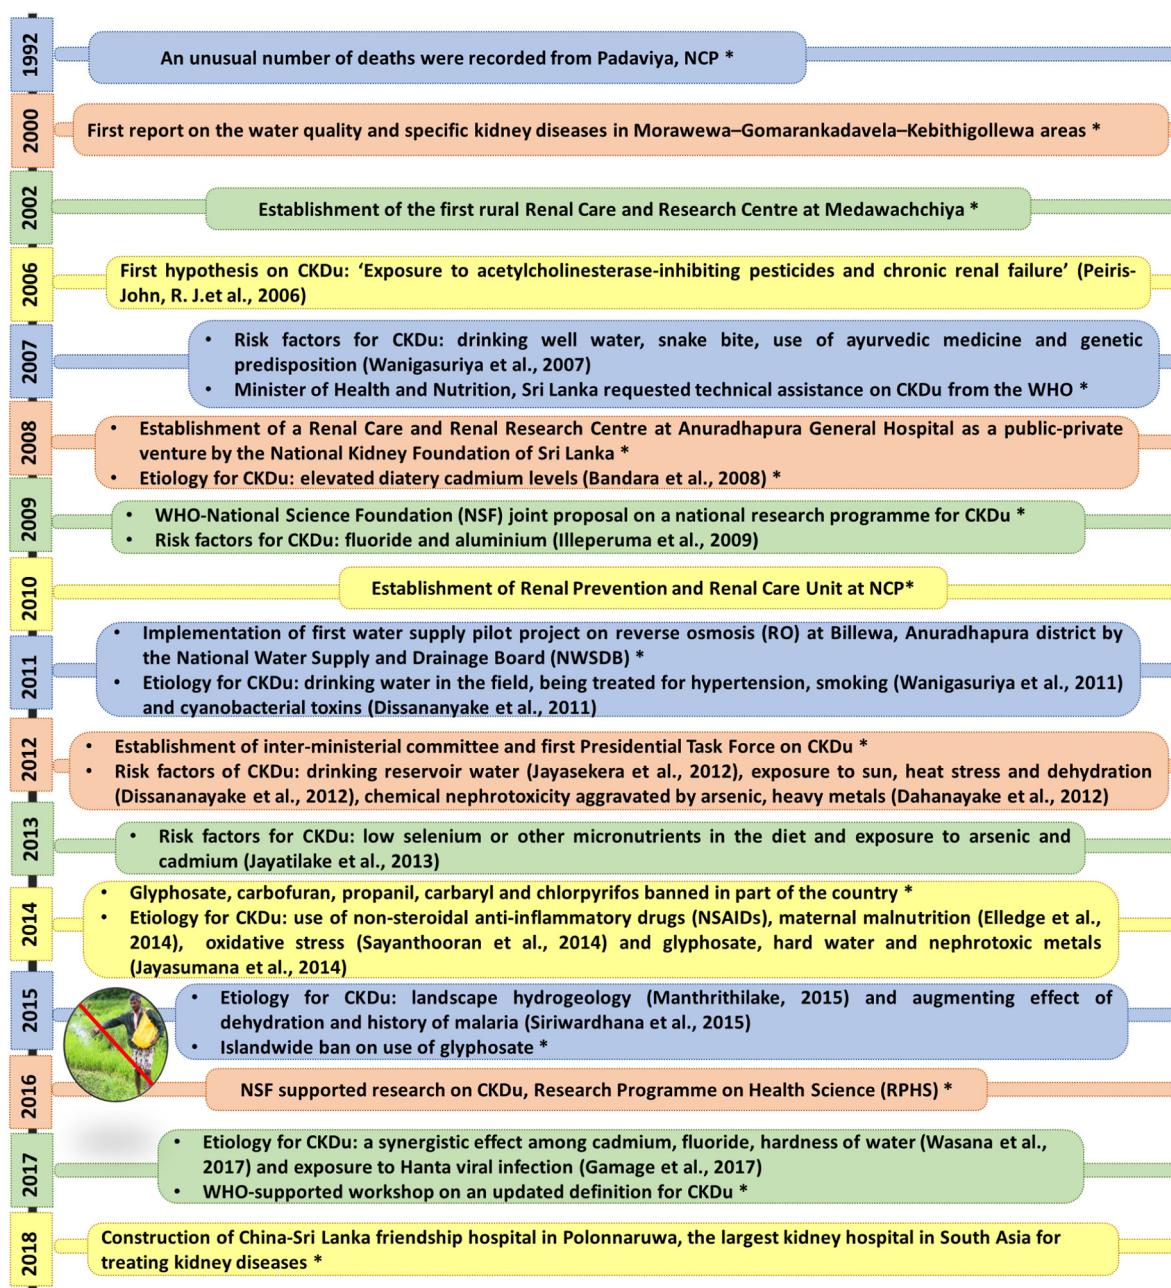 1992
An unusual number of deaths were recorded from Padaviya, NCP *
2000
First report on the water quality and specific kidney diseases in Morawewa–Gomarankadavela–Kebithigollewa areas *
2002
Establishment of the first rural Renal Care and Research Centre at Medawachchiya *
2006
First hypothesis on CKDu: ‘Exposure to acetylcholinesterase-inhibiting pesticides and chronic renal failure’ (Peiris-
John, R. J.et al., 2006)
2007
• Risk factors for CKDu: drinking well water, snake bite, use of ayurvedic medicine and genetic
predisposition (Wanigasuriya et al., 2007)
• Minister of Health and Nutrition, Sri Lanka requested technical assistance on CKDu from the WHO *
2008
• Establishment of a Renal Care and Renal Research Centre at Anuradhapura General Hospital as a public-private
venture by the National Kidney Foundation of Sri Lanka *
• Etiology for CKDu: elevated diatery cadmium levels (Bandara et al., 2008) *
2009
• WHO-National Science Foundation (NSF) joint proposal on a national research programme for CKDu *
• Risk factors for CKDu: fluoride and aluminium (Illeperuma et al., 2009)
2010
Establishment of Renal Prevention and Renal Care Unit at NCP*
2011
• Implementation of first water supply pilot project on reverse osmosis (RO) at Billewa, Anuradhapura district by
the National Water Supply and Drainage Board (NWSDB) *
• Etiology for CKDu: drinking water in the field, being treated for hypertension, smoking (Wanigasuriya et al., 2011)
and cyanobacterial toxins (Dissananyake et al., 2011)
2012
• Establishment of inter-ministerial committee and first Presidential Task Force on CKDu *
• Risk factors of CKDu: drinking reservoir water (Jayasekera et al., 2012), exposure to sun, heat stress and dehydration
(Dissananayake et al., 2012), chemical nephrotoxicity aggravated by arsenic, heavy metals (Dahanayake et al., 2012)
2013
• Risk factors for CKDu: low selenium or other micronutrients in the diet and exposure to arsenic and
cadmium (Jayatilake et al., 2013)
2014
• Glyphosate, carbofuran, propanil, carbaryl and chlorpyrifos banned in part of the country *
• Etiology for CKDu: use of non-steroidal anti-inflammatory drugs (NSAIDs), maternal malnutrition (Elledge et al.,
2014), oxidative stress (Sayanthooran et al., 2014) and glyphosate, hard water and nephrotoxic metals
(Jayasumana et al., 2014)
2015
• Etiology for CKDu: landscape hydrogeology (Manthrithilake, 2015) and augmenting effect of
dehydration and history of malaria (Siriwardhana et al., 2015)
• Islandwide ban on use of glyphosate *
2016
NSF supported research on CKDu, Research Programme on Health Science (RPHS) *
2017
• Etiology for CKDu: a synergistic effect among cadmium, fluoride, hardness of water (Wasana et al.,
2017) and exposure to Hanta viral infection (Gamage et al., 2017)
• WHO-supported workshop on an updated definition for CKDu *
2018
Construction of China-Sri Lanka friendship hospital in Polonnaruwa, the largest kidney hospital in South Asia for
treating kidney diseases *